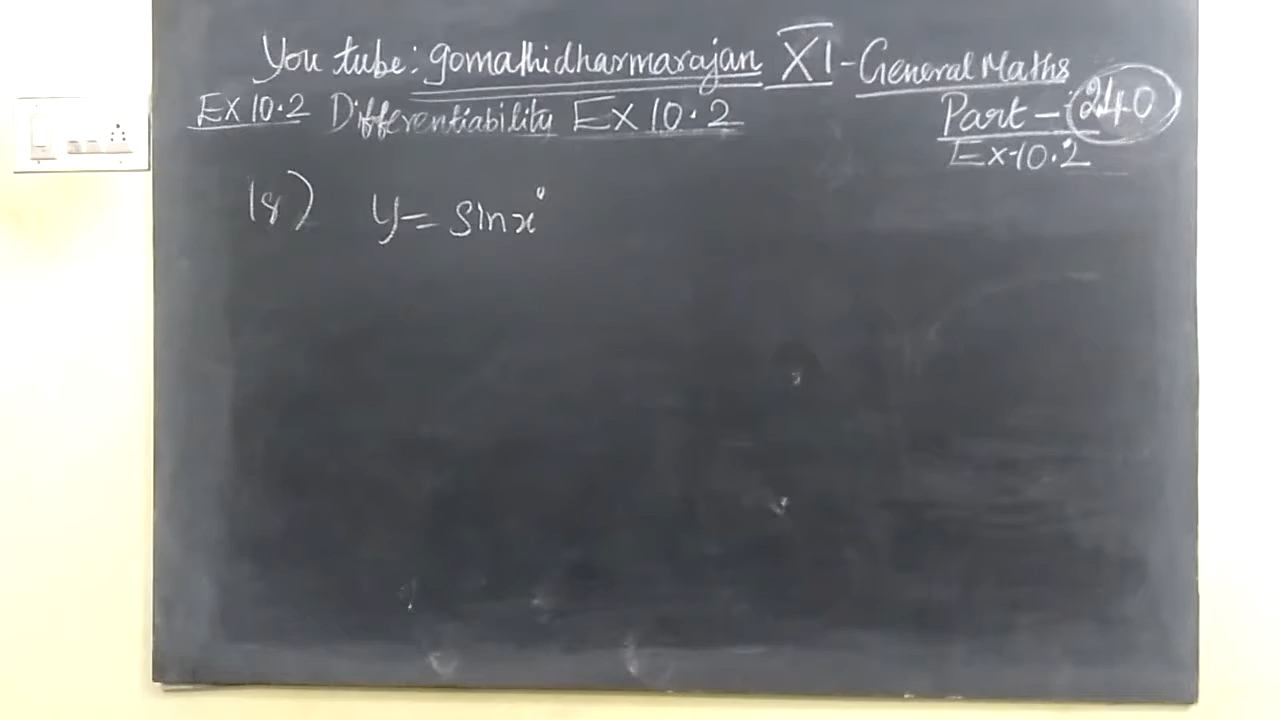 You tube: gomathidharmarajan XI - General Maths
Ex 10.2 Differentiability Ex 10.2 Part - 240
Ex-10.2
18) y = sin x°